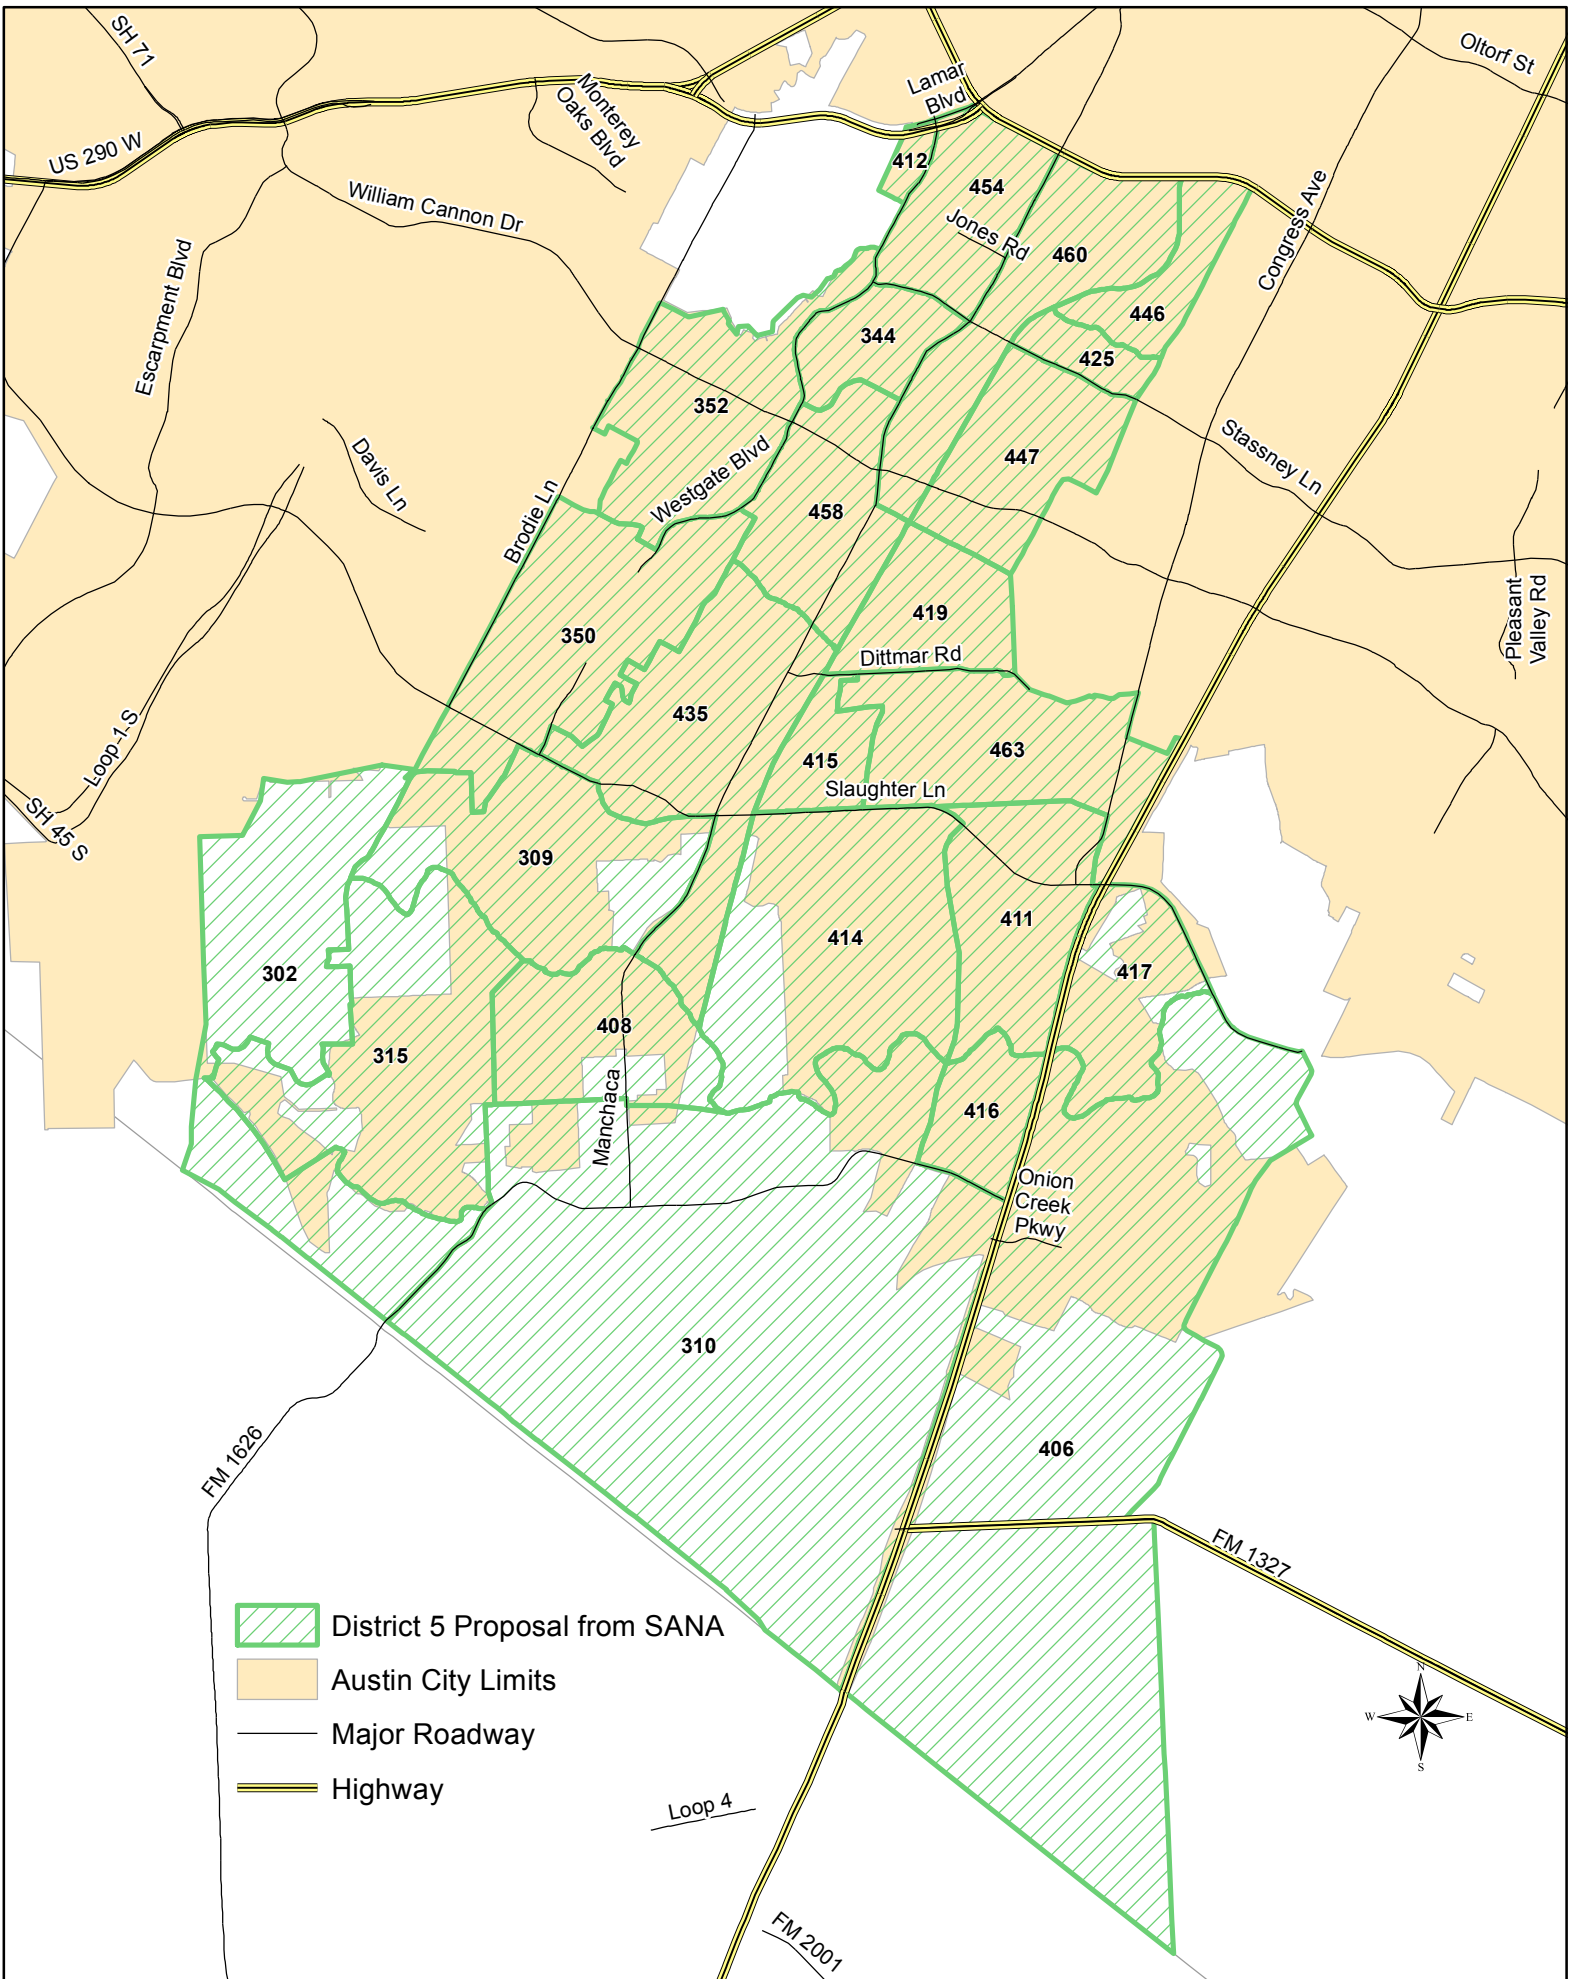 SH 71
Oltorf St
Lamar
Blvd
Monterey
Oaks Blvd
US 290 W
412
454
William Cannon Dr
Jones Rd
Congress Ave
460
Escarpment Blvd
446
344
425
352
Stassney Ln
Davis Ln
447
Westgate Blvd
Brodie Ln
458
Pleasant
Valley Rd
419
350
Dittmar Rd
435
Loop 1 S
415
463
Slaughter Ln
SH 45 S
309
411
414
302
417
408
315
Manchaca
416
Onion
Creek
Pkwy
310
FM 1626
406
FM 1327
District 5 Proposal from SANA
Austin City Limits
Major Roadway
Highway
N
W
E
S
Loop 4
FM 2001